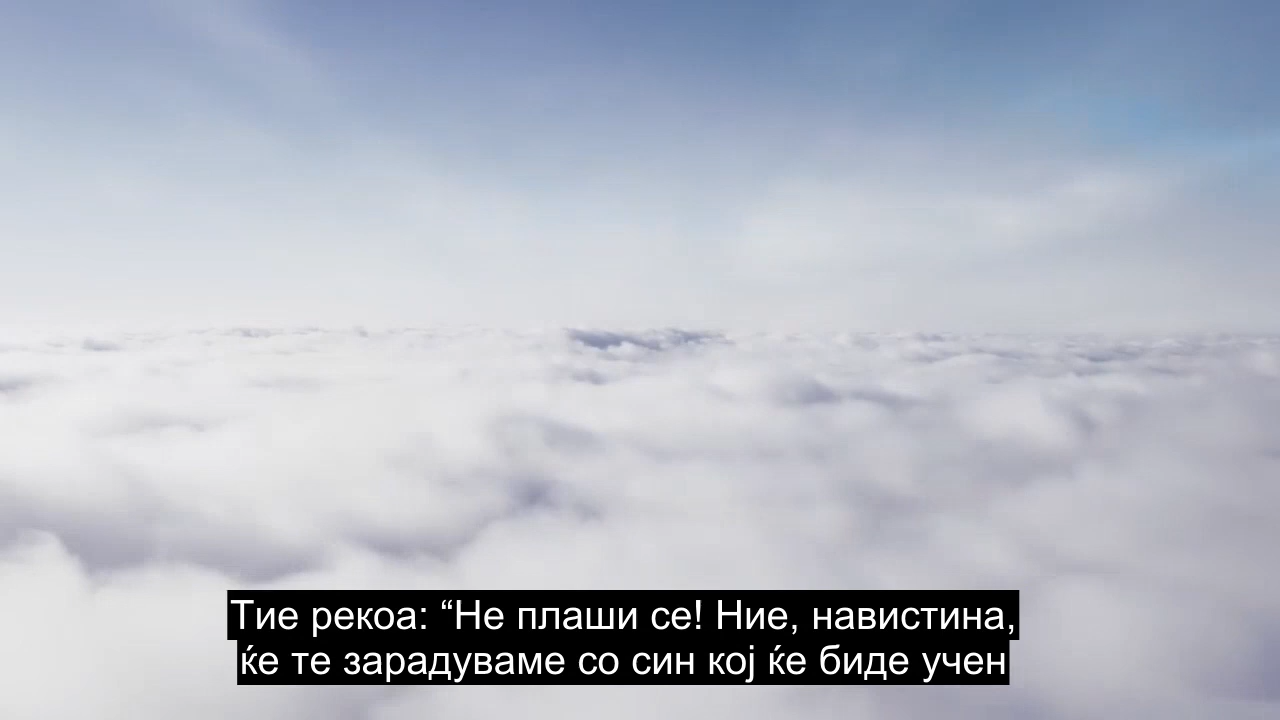 Тие рекоа: “Не плаши се! Ние, навистина,
ќе те зарадуваме со син кој ќе биде учен